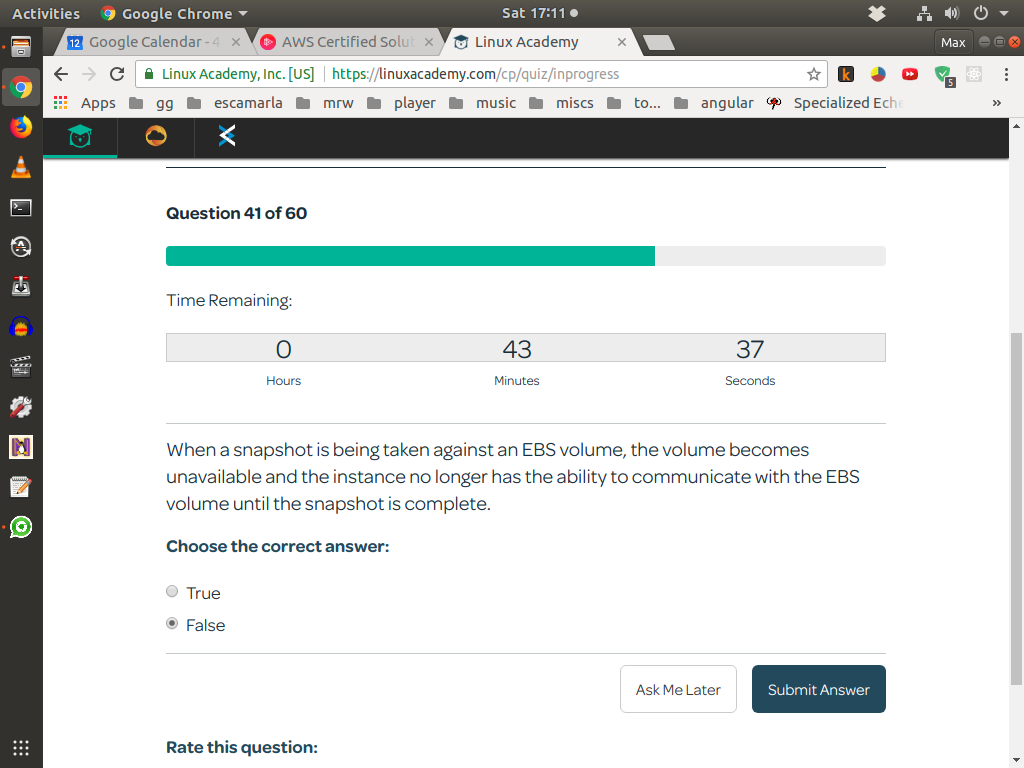 Activities Google Chrome Sat 17:11
12 Google Calendar - 4 AWS Certified Solut Linux Academy Max
Linux Academy, Inc. [US] https://linuxacademy.com/cp/quiz/inprogress k 5
Apps gg escamarla mrw player music miscs to... angular Specialized Eche »
Question 41 of 60
Time Remaining:
0 43 37
Hours Minutes Seconds
When a snapshot is being taken against an EBS volume, the volume becomes
unavailable and the instance no longer has the ability to communicate with the EBS
volume until the snapshot is complete.
Choose the correct answer:
True
False
Ask Me Later Submit Answer
Rate this question: